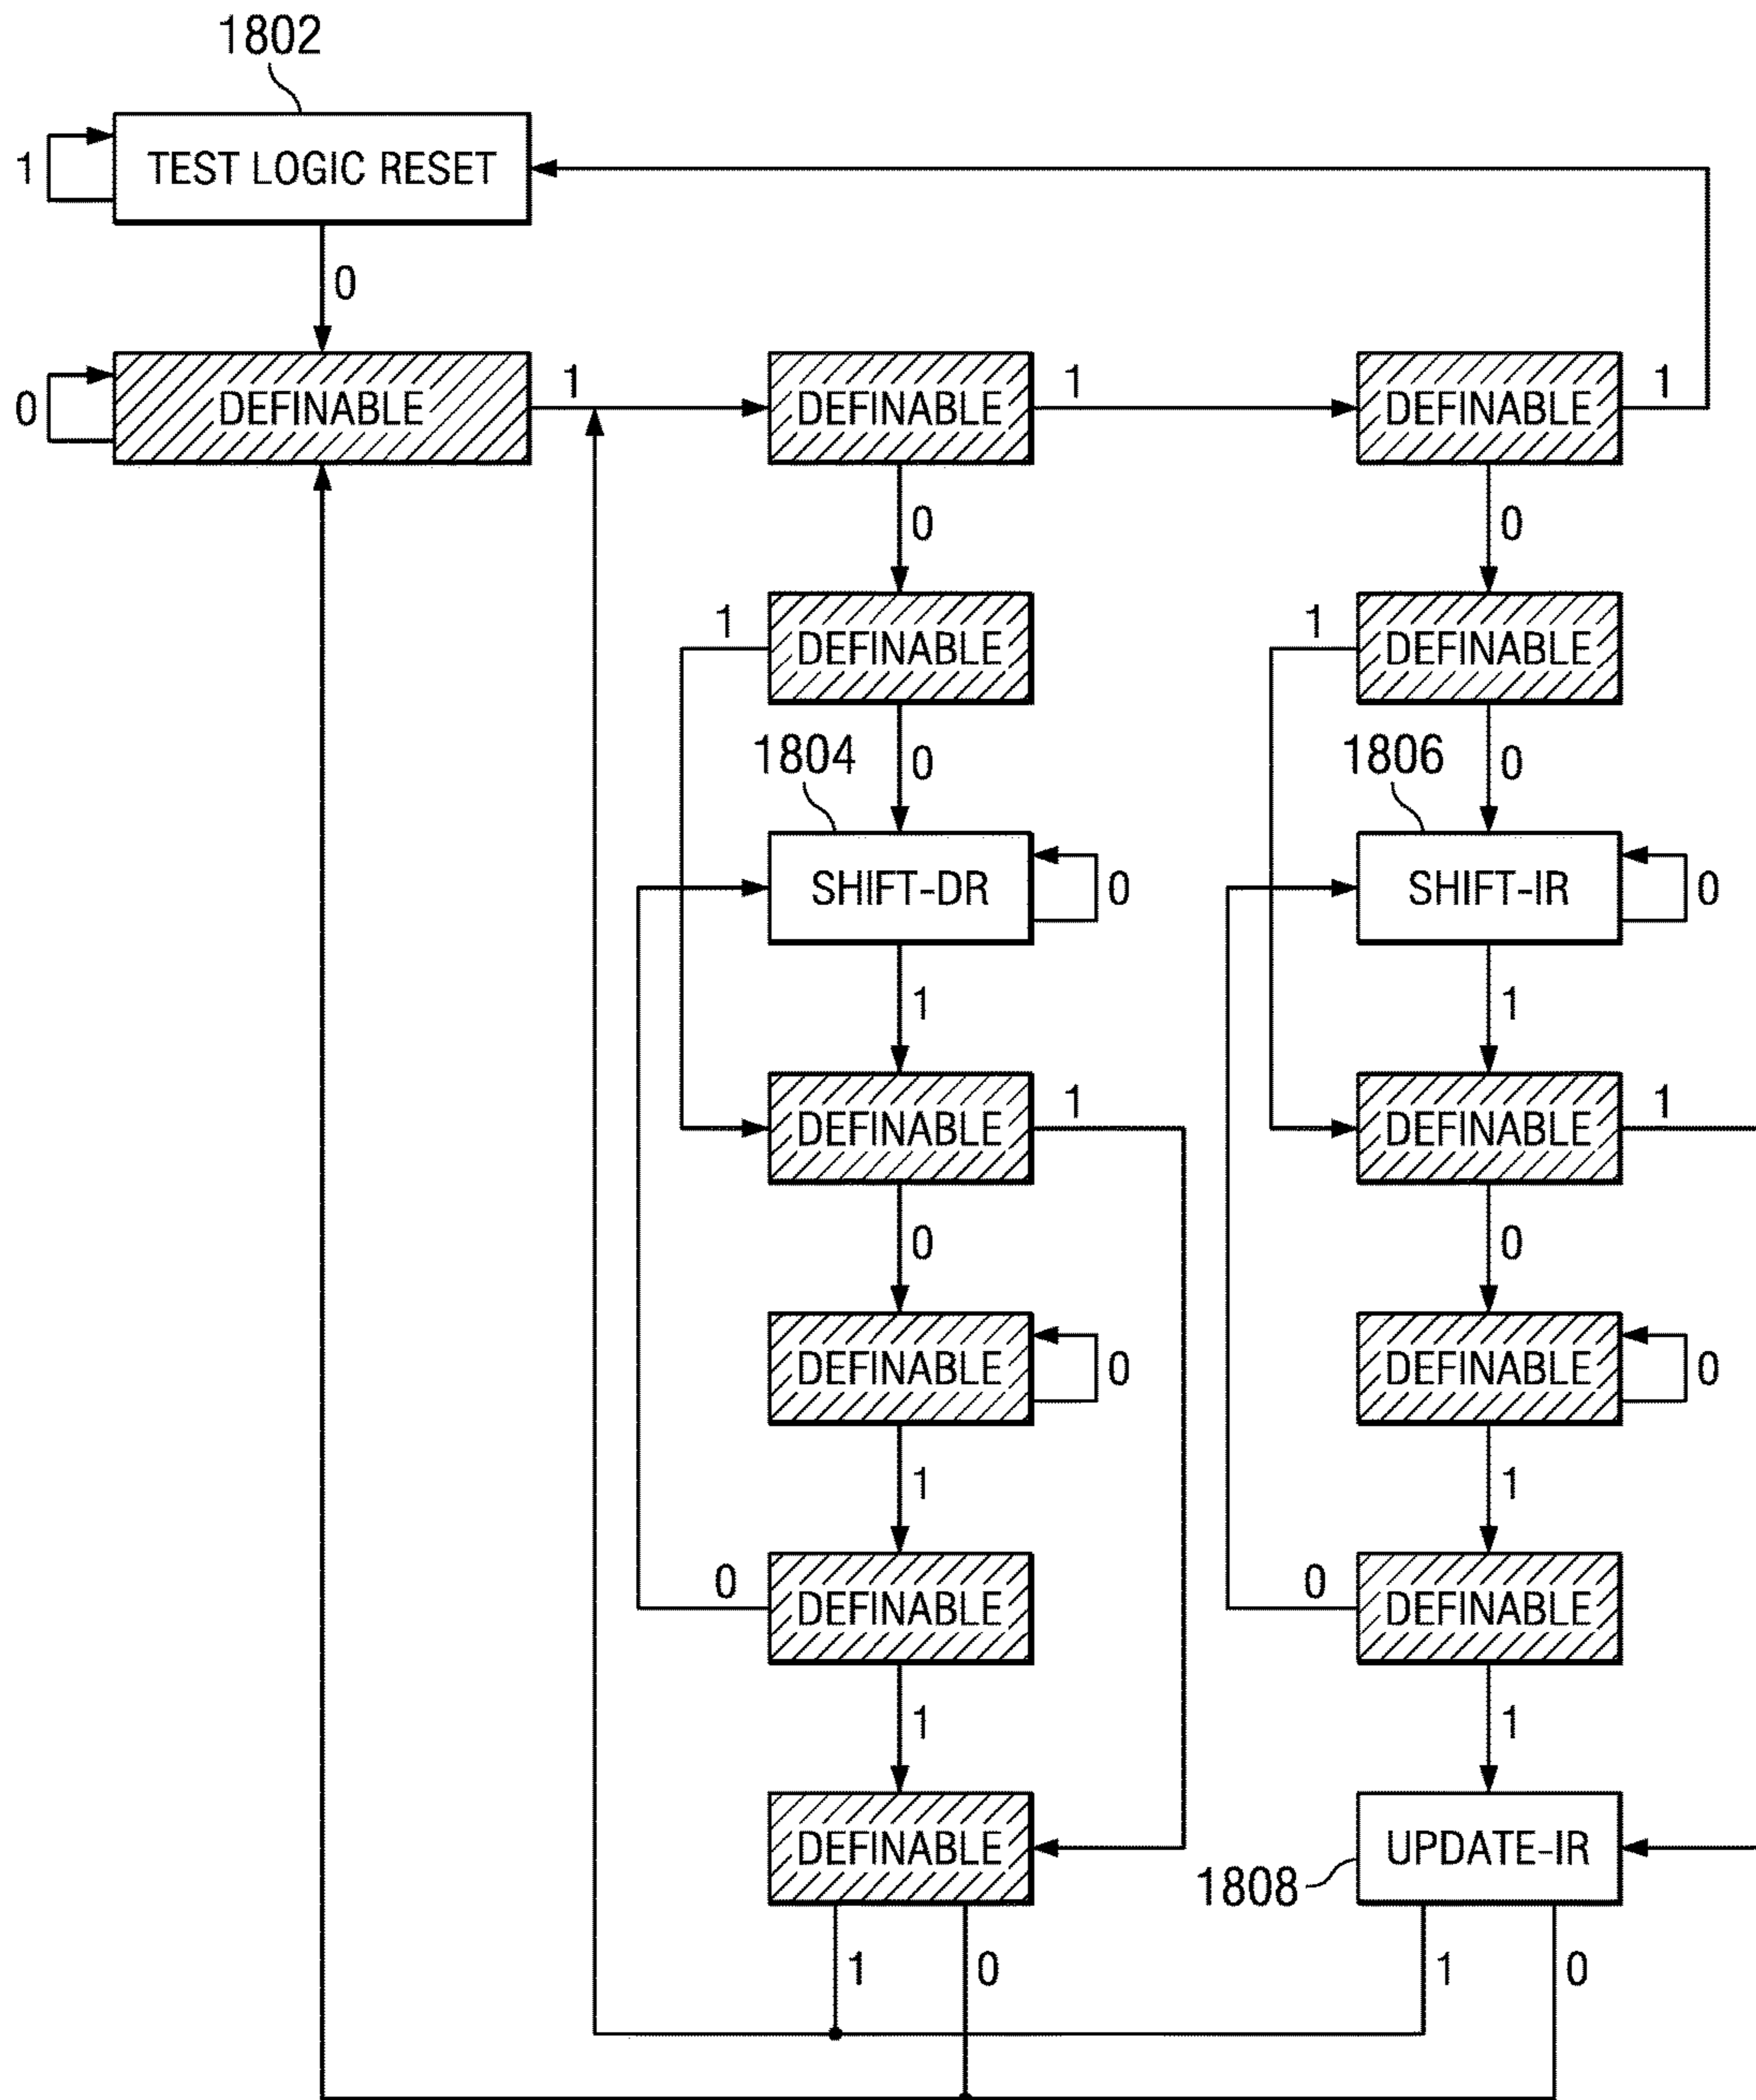 1802
1 TEST LOGIC RESET
0
0 DEFINABLE 1 DEFINABLE 1 DEFINABLE 1
0 0
1 DEFINABLE 1 DEFINABLE
1804 0 1806 0
SHIFT-DR 0 SHIFT-IR 0
1 1
DEFINABLE 1 DEFINABLE 1
0 0
DEFINABLE 0 DEFINABLE 0
1 1
0 DEFINABLE 0 DEFINABLE
1 1
DEFINABLE 1808 UPDATE-IR
1 0 1 0